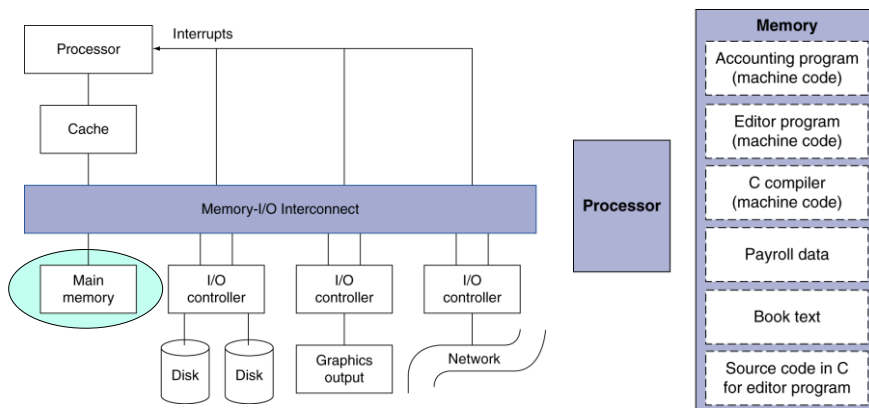 Processor
Interrupts
Cache
Memory-I/O Interconnect
Main
memory
I/O
controller
I/O
controller
I/O
controller
Disk
Disk
Graphics
output
Network
Processor
Memory
Accounting program
(machine code)
Editor program
(machine code)
C compiler
(machine code)
Payroll data
Book text
Source code in C
for editor program